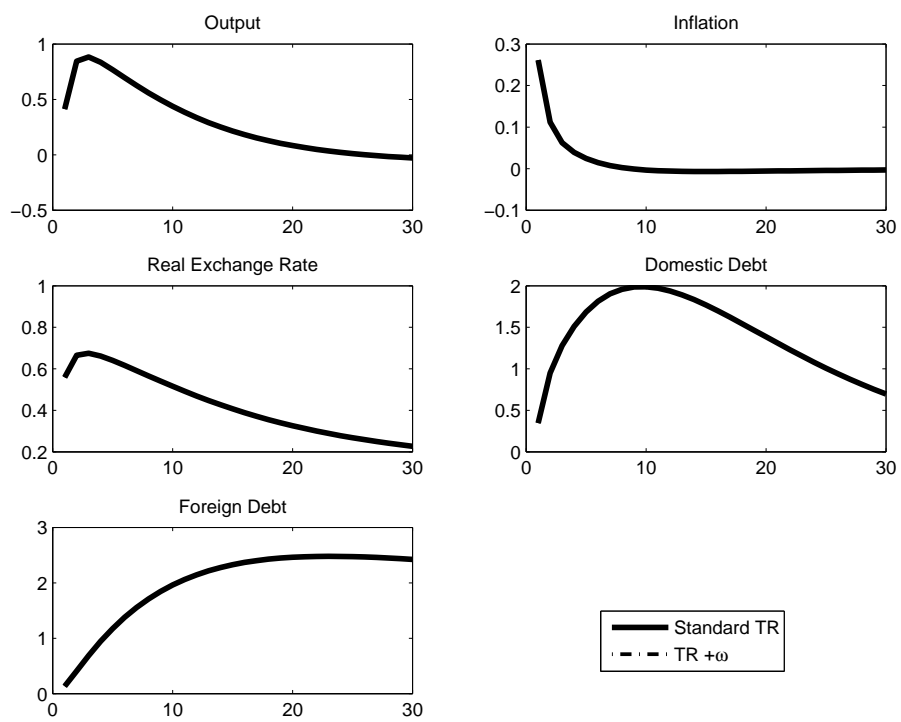 Output
1
0.5
0
−0.5
0 10 20 30
Inflation
0.3
0.2
0.1
0
−0.1
0 10 20 30
Real Exchange Rate
1
0.8
0.6
0.4
0.2
0 10 20 30
Domestic Debt
2
1.5
1
0.5
0
0 10 20 30
Foreign Debt
3
2
1
0
0 10 20 30
Standard TR
TR +ω